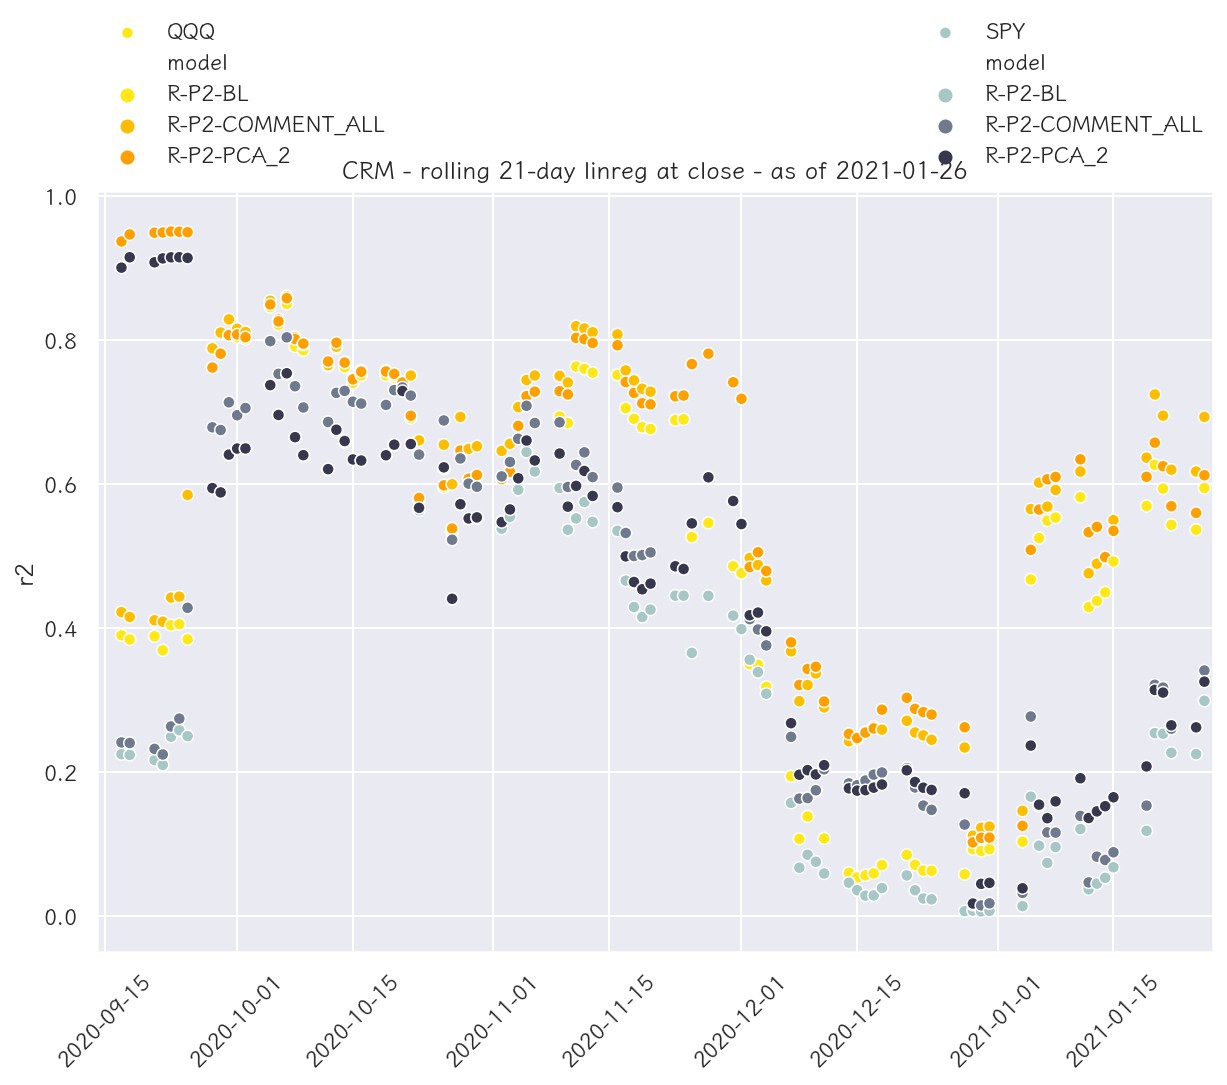 QQQ
model
R-P2-BL
R-P2-COMMENT_ALL
R-P2-PCA_2
SPY
model
R-P2-BL
R-P2-COMMENT_ALL
R-P2-PCA_2
CRM - rolling 21-day linreg at close - as of 2021-01-26
1.0
0.8
0.6
0.4
0.2
0.0
r2
2020-09-15
2020-10-01
2020-10-15
2020-11-01
2020-11-15
2020-12-01
2020-12-15
2021-01-01
2021-01-15